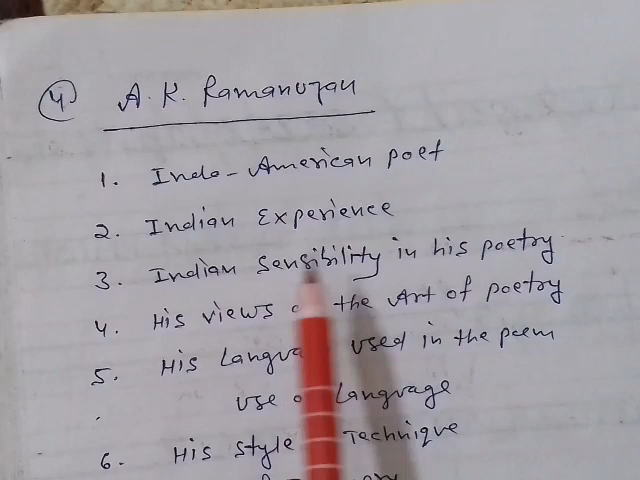 4
A. K. Ramanujan
1. Indo-American poet
2. Indian Experience
3. Indian Sensibility in his poetry
4. His views the Art of poetry
5. His used in the poem
use Language
6. His style Technique